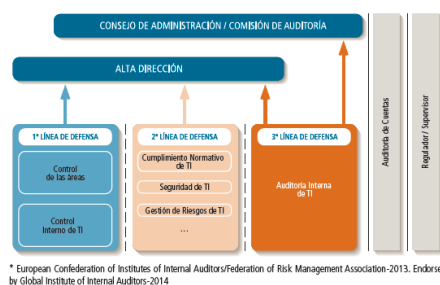 CONSEJO DE ADMINISTRACIÓN / COMISIÓN DE AUDITORÍA
ALTA DIRECCIÓN
1ª LÍNEA DE DEFENSA
Control
de las áreas
Control
Interno de TI
2ª LÍNEA DE DEFENSA
Cumplimiento Normativo
de TI
Seguridad de TI
Gestión de Riesgos de TI
...
3ª LÍNEA DE DEFENSA
Auditoría Interna
de TI
Auditoría de Cuentas
Regulador / Supervisor
* European Confederation of Institutes of Internal Auditors/Federation of Risk Management Association-2013. Endorse
by Global Institute of Internal Auditors-2014